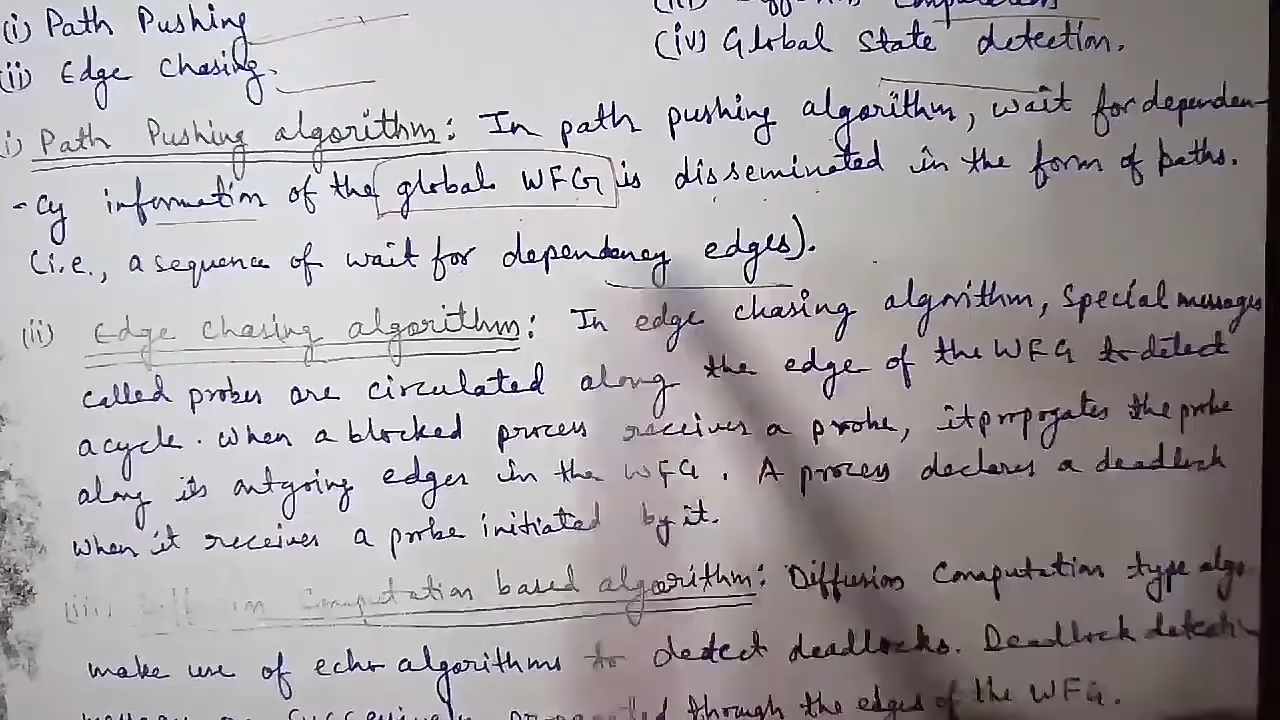 (i) Path Pushing
(ii) Edge Chasing.
(iv) Global State detection.
i) Path Pushing algorithm: In path pushing algorithm, wait for dependen-
-cy information of the global WFG is disseminated in the form of paths.
(i.e., a sequence of wait for dependency edges).
(ii) Edge Chasing algorithm: In edge chasing algorithm, special messages
called probes are circulated along the edge of the WFG to detect
a cycle. When a blocked process receives a probe, it propogates the probe
along its outgoing edges in the WFG. A process declares a deadlock
when it receives a probe initiated by it.
(iii) Diffusion Computation based algorithm: Diffusion Computation type algo
make use of echo algorithms to detect deadlocks. Deadlock detecti-
successively through the edges of the WFG.